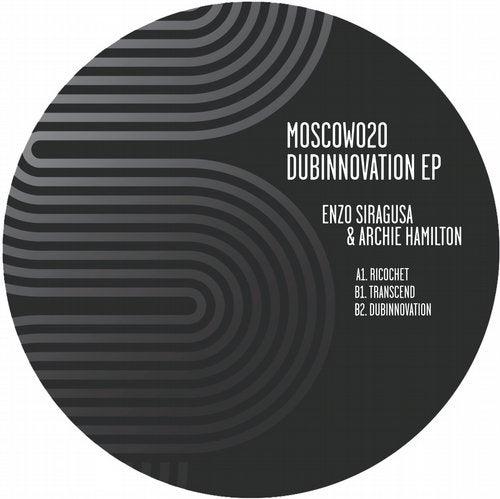 MOSCOW020
DUBINNOVATION EP
ENZO SIRAGUSA
& ARCHIE HAMILTON
A1. RICOCHET
B1. TRANSCEND
B2. DUBINNOVATION